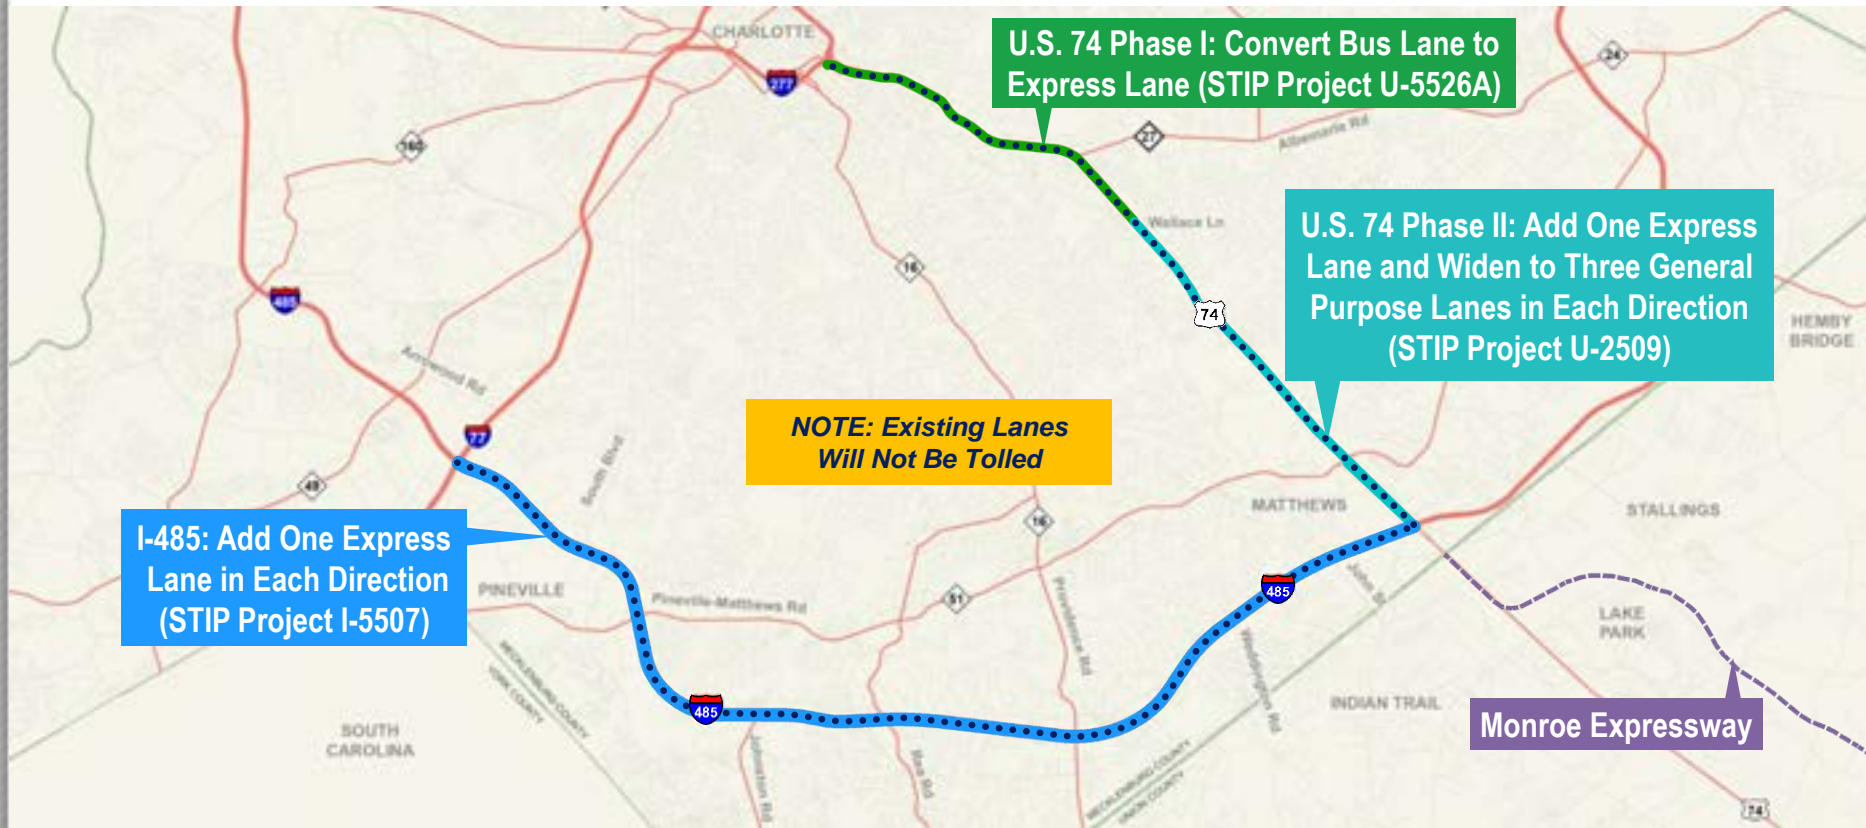 CHARLOTTE
277
U.S. 74 Phase I: Convert Bus Lane to
Express Lane (STIP Project U-5526A)
24
27
Albemarle Rd
160
Wallace Ln
16
U.S. 74 Phase II: Add One Express
Lane and Widen to Three General
Purpose Lanes in Each Direction
(STIP Project U-2509)
485
74
HEMBY
BRIDGE
Arrowood Rd
77
South Blvd
NOTE: Existing Lanes
Will Not Be Tolled
49
16
MATTHEWS
STALLINGS
I-485: Add One Express
Lane in Each Direction
(STIP Project I-5507)
PINEVILLE
Pineville-Matthews Rd
51
Providence Rd
485
John St
LAKE
PARK
Weddington Rd
MECKLENBURG COUNTY
YORK COUNTY
485
INDIAN TRAIL
Monroe Expressway
SOUTH
CAROLINA
Johnston Rd
Rea Rd
MECKLENBURG COUNTY
UNION COUNTY
74